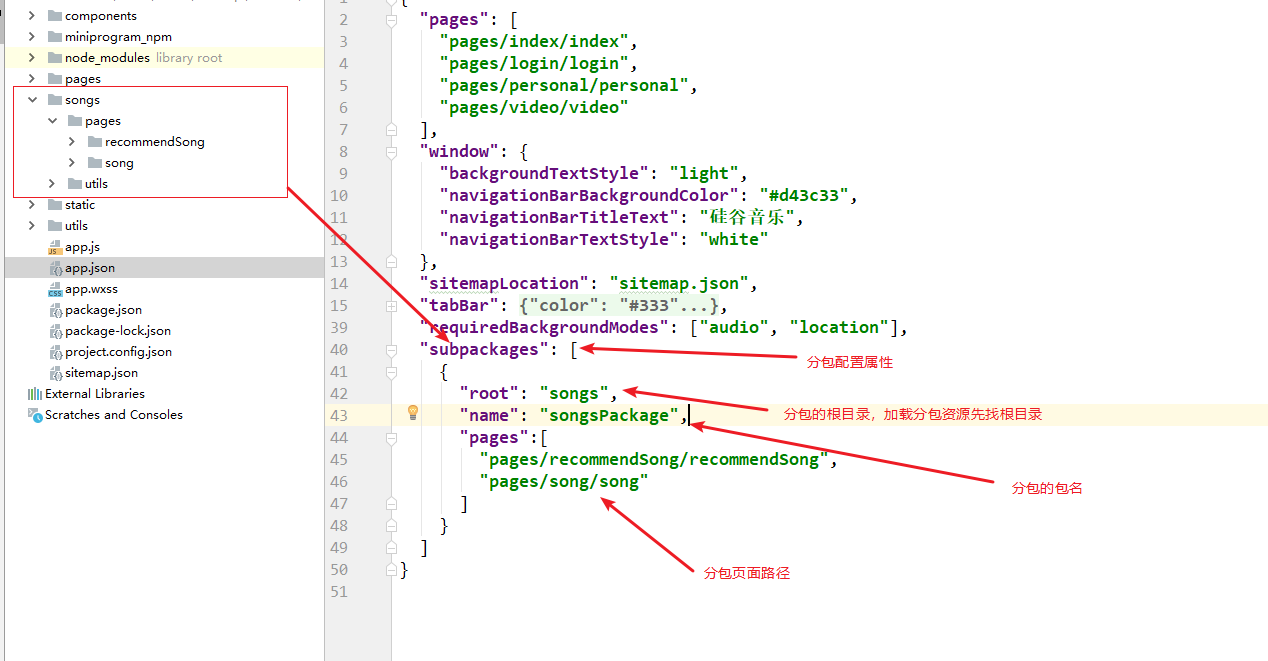 components
miniprogram_npm
node_modules library root
pages
songs
pages
recommendSong
song
utils
static
utils
app.js
app.json
app.wxss
package.json
package-lock.json
project.config.json
sitemap.json
External Libraries
Scratches and Consoles
1 {
2 "pages": [
3 "pages/index/index",
4 "pages/login/login",
5 "pages/personal/personal",
6 "pages/video/video"
7 ],
8 "window": {
9 "backgroundTextStyle": "light",
10 "navigationBarBackgroundColor": "#d43c33",
11 "navigationBarTitleText": "硅谷音乐",
12 "navigationBarTextStyle": "white"
13 },
14 "sitemapLocation": "sitemap.json",
15 "tabBar": {"color": "#333"...},
39 "requiredBackgroundModes": ["audio", "location"],
40 "subpackages": [
分包配置属性
41 {
42 "root": "songs",
分包的根目录，加载分包资源先找根目录
43 "name": "songsPackage",
44 "pages":[
45 "pages/recommendSong/recommendSong",
46 "pages/song/song"
分包的包名
47 ]
48 }
49 ]
50 }
分包页面路径
51